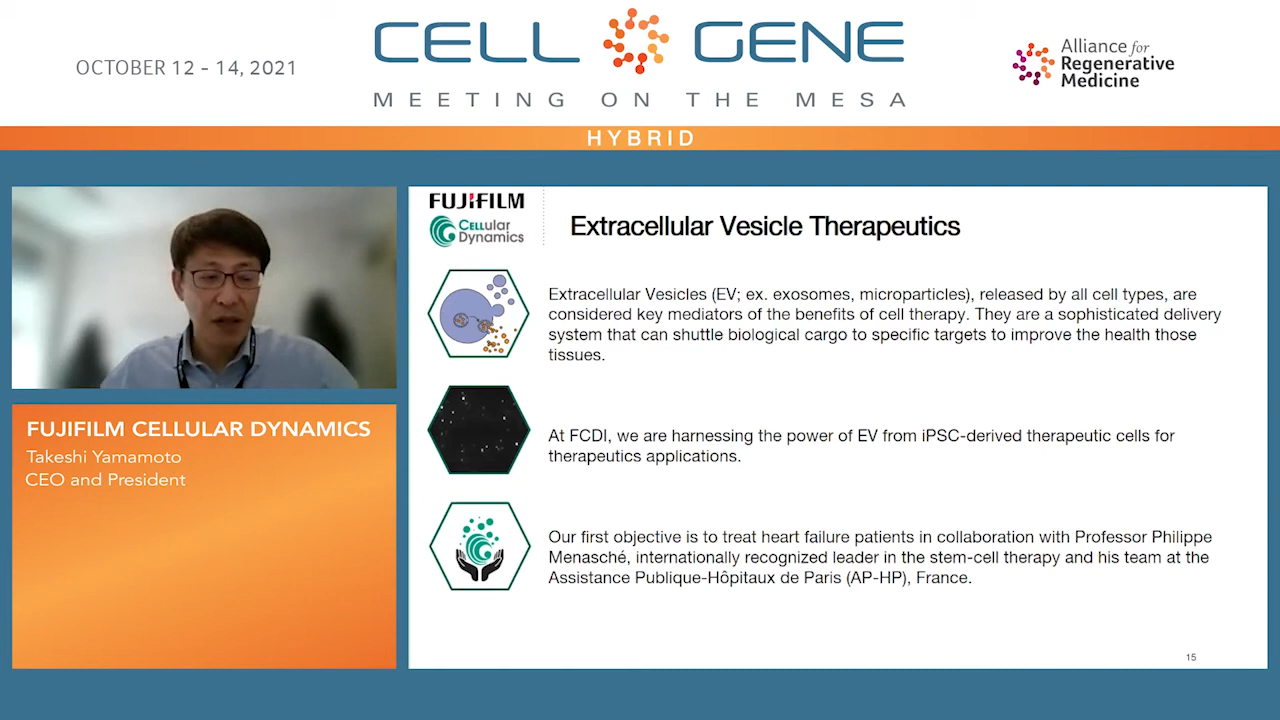 OCTOBER 12 - 14, 2021
CELL GENE
MEETING ON THE MESA
Alliance for
Regenerative
Medicine
HYBRID
FUJIFILM
CELLular
Dynamics
Extracellular Vesicle Therapeutics
Extracellular Vesicles (EV; ex. exosomes, microparticles), released by all cell types, are
considered key mediators of the benefits of cell therapy. They are a sophisticated delivery
system that can shuttle biological cargo to specific targets to improve the health those
tissues.
At FCDI, we are harnessing the power of EV from iPSC-derived therapeutic cells for
therapeutics applications.
Our first objective is to treat heart failure patients in collaboration with Professor Philippe
Menasché, internationally recognized leader in the stem-cell therapy and his team at the
Assistance Publique-Hôpitaux de Paris (AP-HP), France.
15
FUJIFILM CELLULAR DYNAMICS
Takeshi Yamamoto
CEO and President